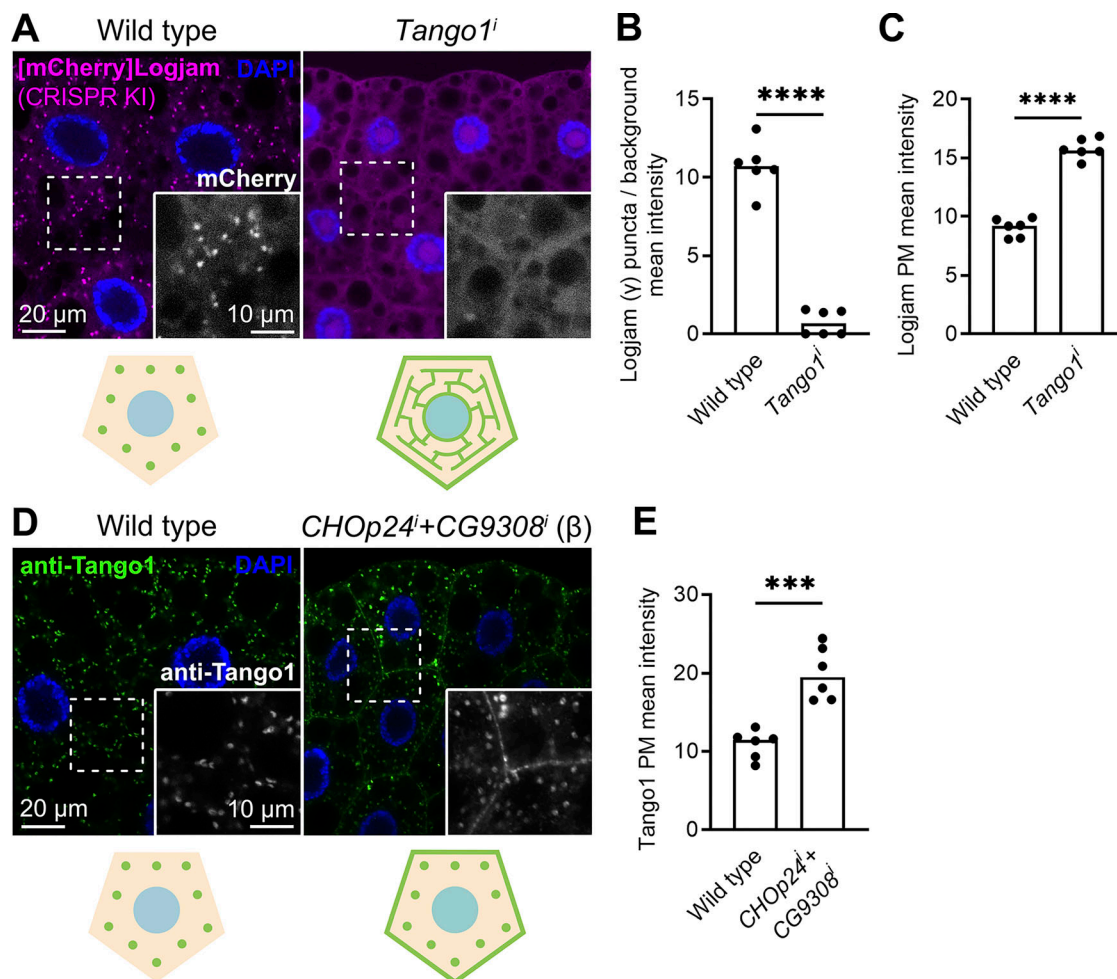 A
Wild type
Tango1ⁱ
[mCherry]Logjam
DAPI
(CRISPR KI)
mCherry
20 µm
10 µm
B
Logjam (γ) puncta / background
mean intensity
15
10
5
0
****
Wild type
Tango1ⁱ
C
Logjam PM mean intensity
20
15
10
5
0
****
Wild type
Tango1ⁱ
D
Wild type
CHOp24ⁱ+CG9308ⁱ (β)
anti-Tango1
DAPI
anti-Tango1
20 µm
10 µm
E
Tango1 PM mean intensity
30
20
10
0
***
Wild type
CHOp24ⁱ+
CG9308ⁱ